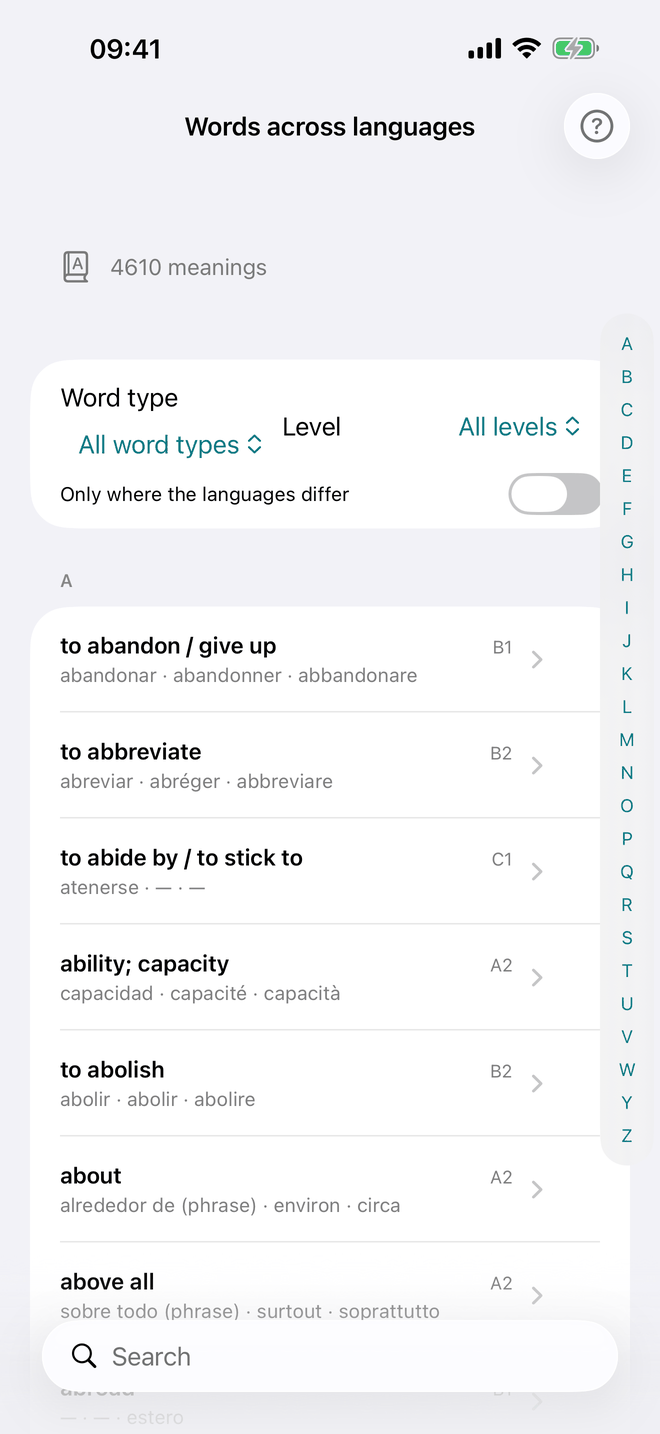 09:41
Words across languages
4610 meanings
Word type
All word types
Level
All levels
Only where the languages differ
A
to abandon / give up
B1
abandonar · abandonner · abbandonare
to abbreviate
B2
abreviar · abréger · abbreviare
to abide by / to stick to
C1
atenerse · — · —
ability; capacity
A2
capacidad · capacité · capacità
to abolish
B2
abolir · abolir · abolire
about
A2
alrededor de (phrase) · environ · circa
above all
A2
sobre todo (phrase) · surtout · soprattutto
Search
— · — · estero
A
B
C
D
E
F
G
H
I
J
K
L
M
N
O
P
Q
R
S
T
U
V
W
Y
Z